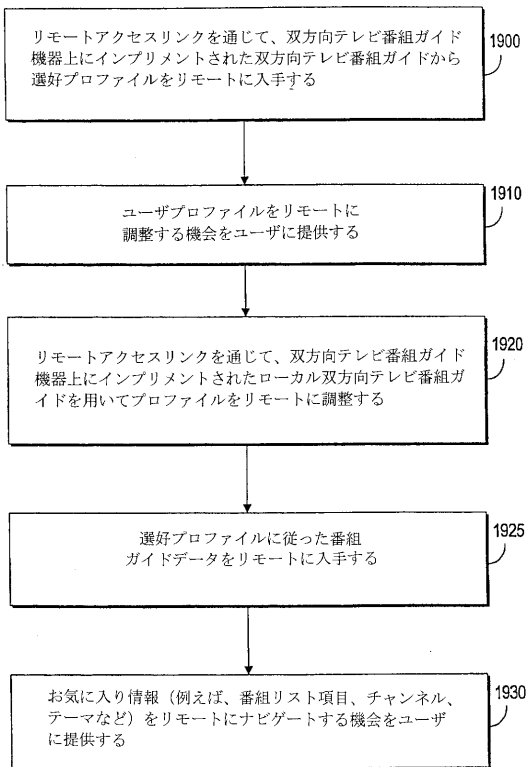 リモートアクセスリンクを通じて、双方向テレビ番組ガイド
機器上にインプリメントされた双方向テレビ番組ガイドから
選好プロファイルをリモートに入手する
1900
ユーザプロファイルをリモートに
調整する機会をユーザに提供する
1910
リモートアクセスリンクを通じて、双方向テレビ番組ガイド
機器上にインプリメントされたローカル双方向テレビ番組ガ
イドを用いてプロファイルをリモートに調整する
1920
選好プロファイルに従った番組
ガイドデータをリモートに入手する
1925
お気に入り情報（例えば、番組リスト項目、チャンネル、
テーマなど）をリモートにナビゲートする機会をユーザ
に提供する
1930